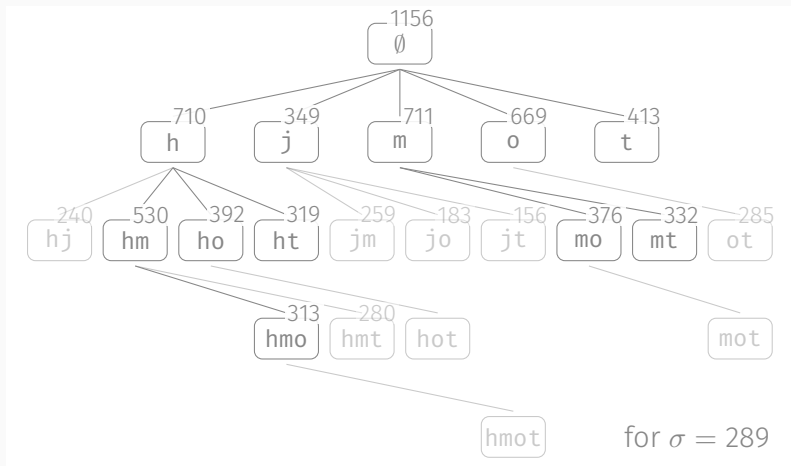 1156
∅
710 349 711 669 413
h j m o t
240 530 392 319 259 183 156 376 332 285
hj hm ho ht jm jo jt mo mt ot
313 280
hmo hmt hot mot
hmot for σ = 289